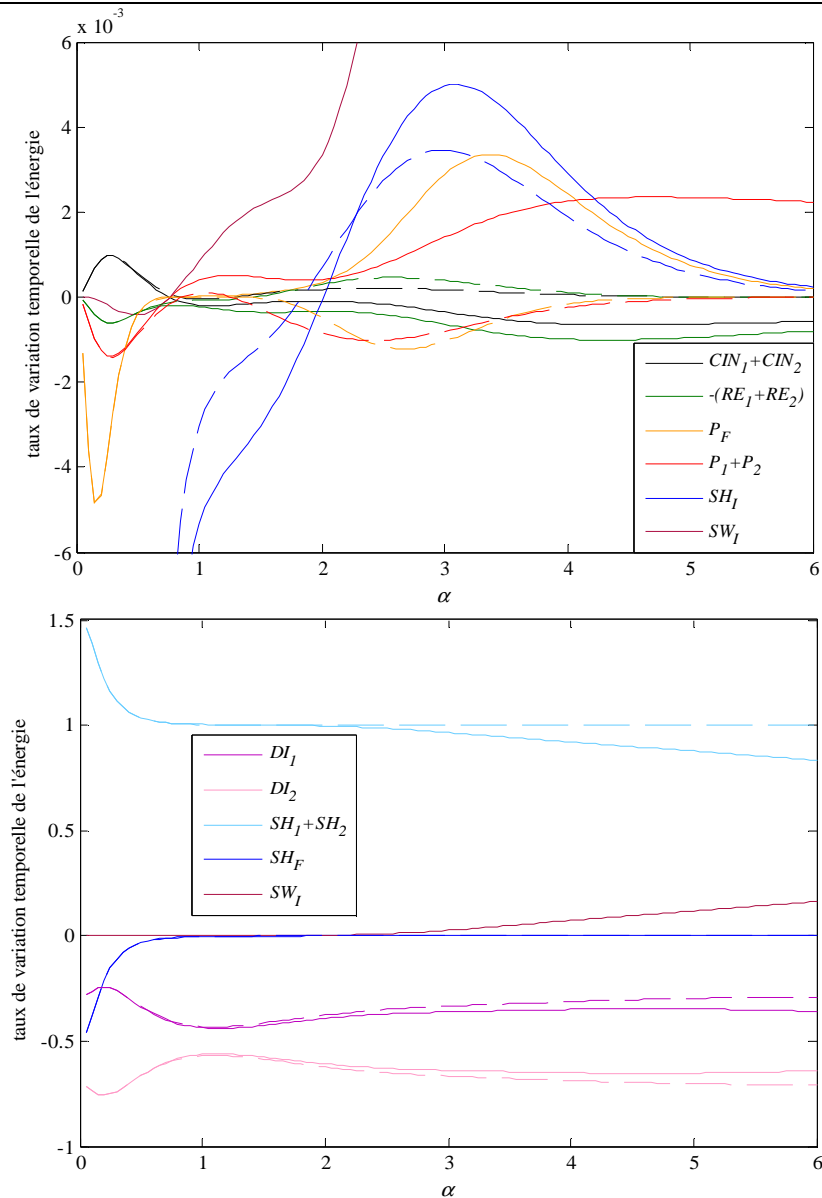 x 10⁻³
6
4
2
0
-2
-4
-6
taux de variation temporelle de l'énergie
CIN₁+CIN₂
-(RE₁+RE₂)
P_F
P₁+P₂
SH_I
SW_I
0 1 2 3 4 5 6
α
1.5
1
0.5
0
-0.5
-1
taux de variation temporelle de l'énergie
DI₁
DI₂
SH₁+SH₂
SH_F
SW_I
0 1 2 3 4 5 6
α